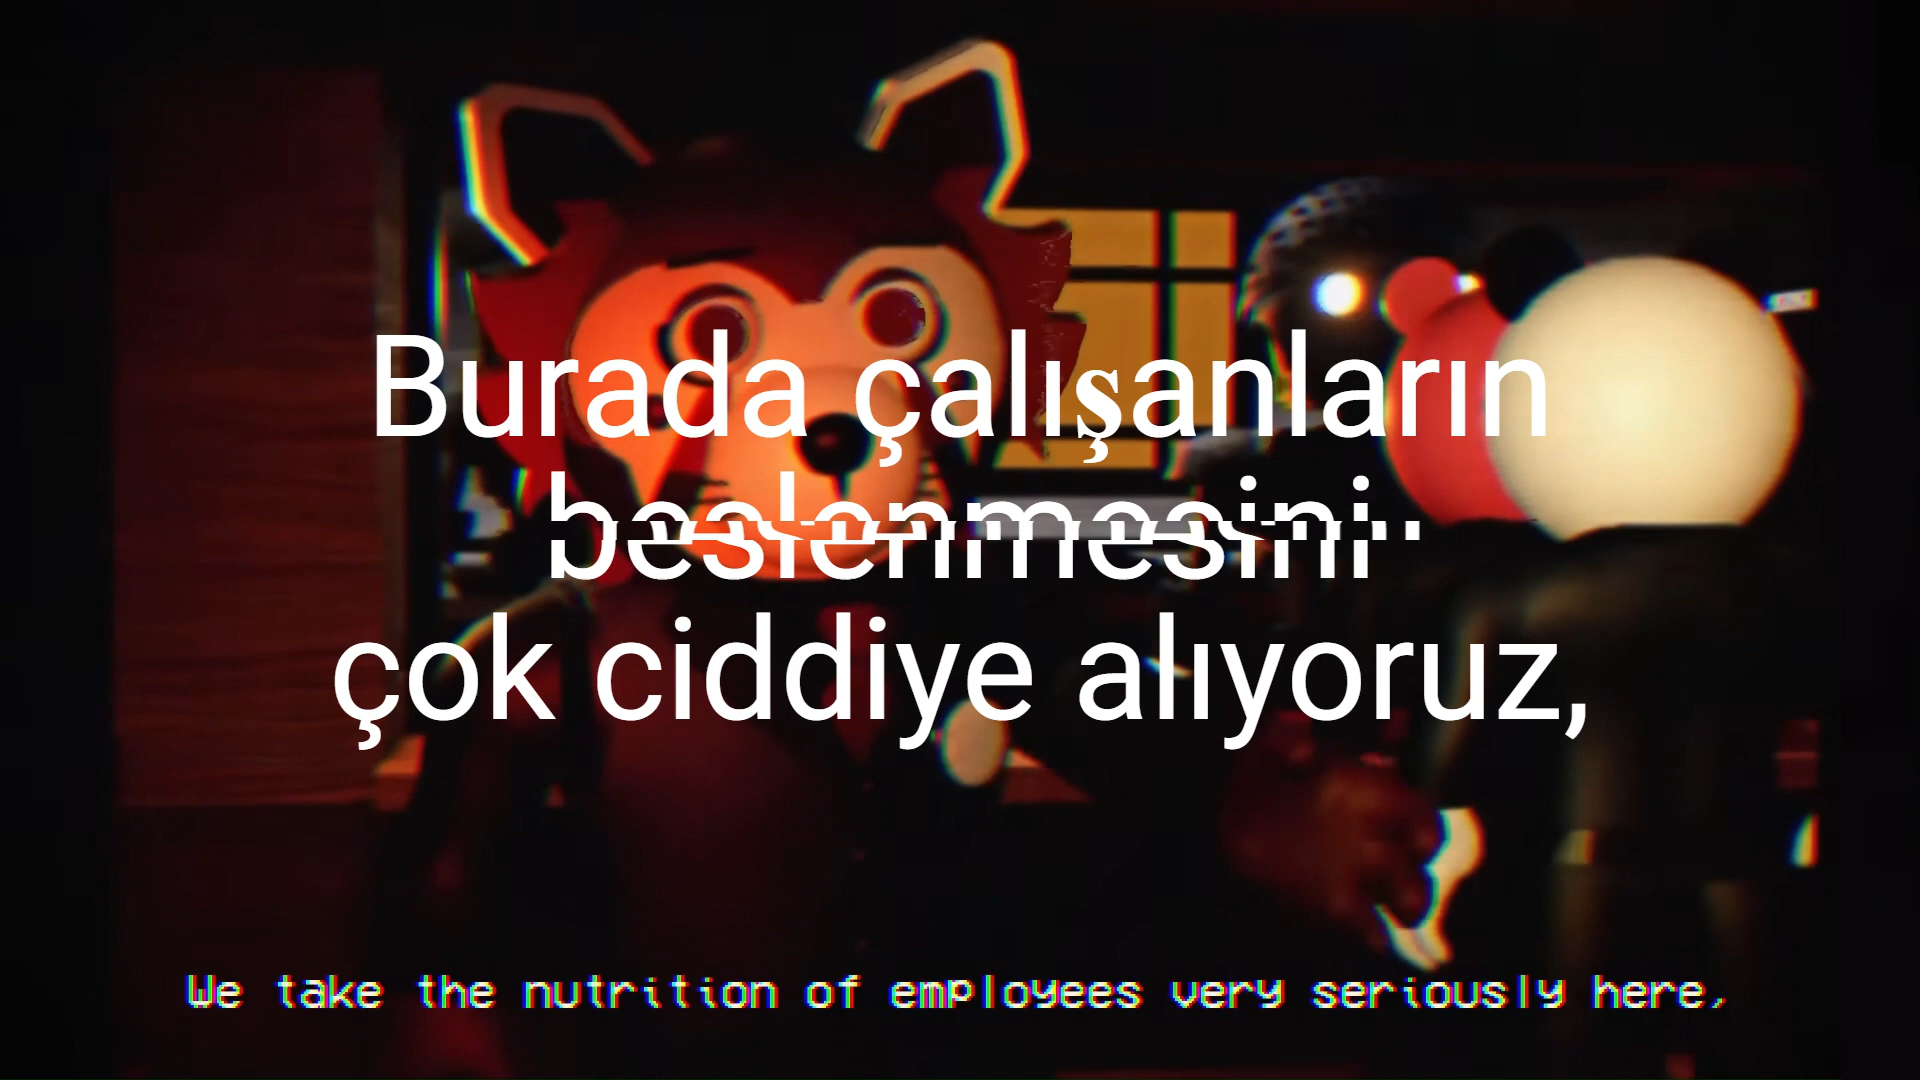 Burada çalışanların
beslenmesini
çok ciddiye alıyoruz,
We take the nutrition of employees very seriously here,